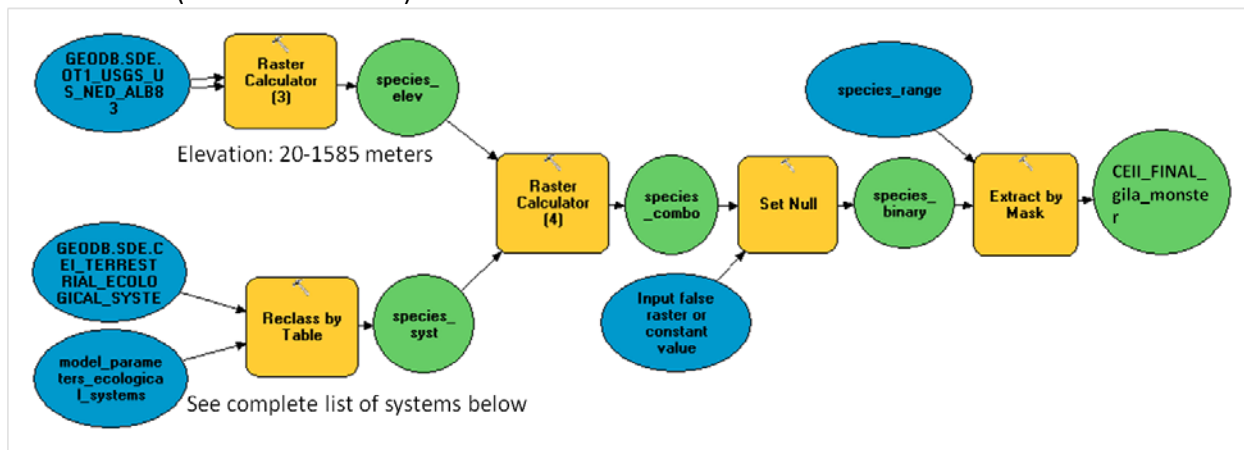 GEODB.SDE.
OT1_USGS_U
S_NED_ALB8
3
Raster
Calculator
(3)
species_
elev
Elevation: 20-1585 meters
GEODB.SDE.C
EI_TERREST
RIAL_ECOLO
GICAL_SYSTE
model_parame
ters_ecologica
l_systems
Reclass by
Table
species_
syst
See complete list of systems below
Raster
Calculator
(4)
species
_combo
Input false
raster or
constant
value
Set Null
species_
binary
species_range
Extract by
Mask
CEII_FINAL_
gila_monste
r